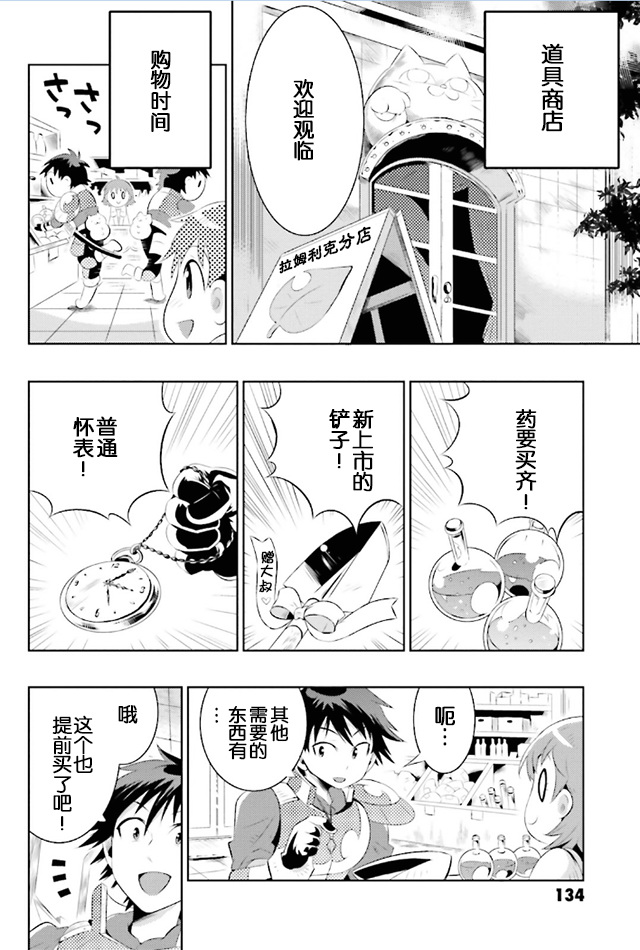 道具商店
欢迎观临
拉姆利克分店
购物时间
さっ
さっ
药要买齐！
新上市的
铲子！
赠大叔♡
普通
怀表！
呃…
其他
需要的
东西有
…
哦
这个也
提前买了吧！
134